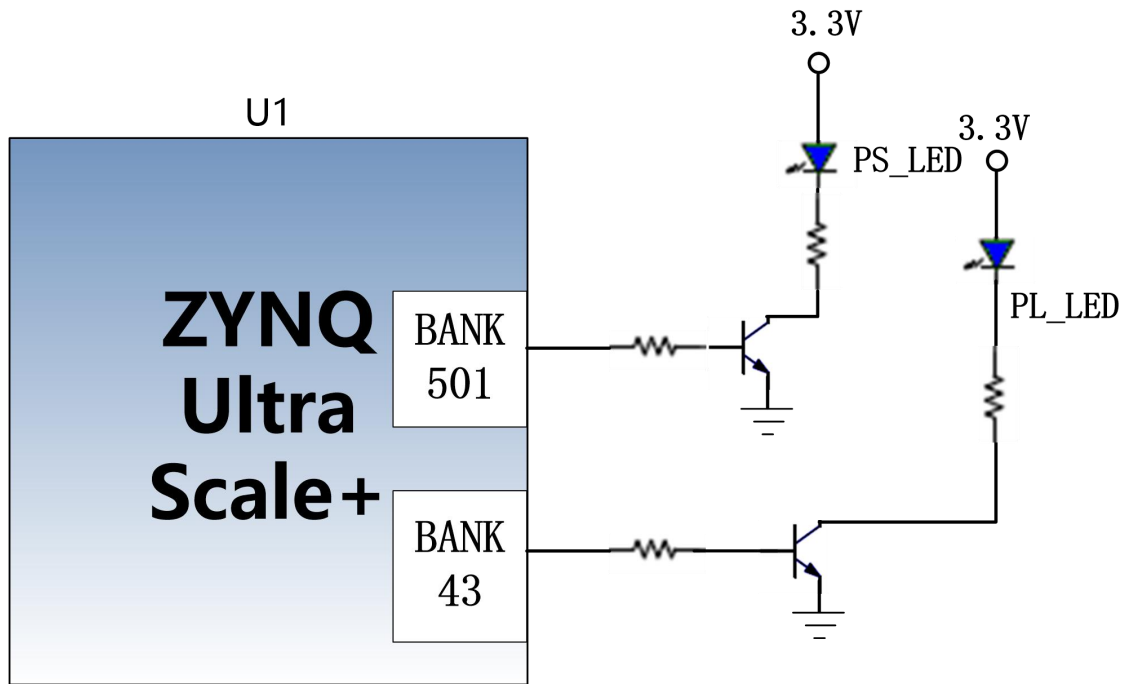 3.3V
U1
3.3V
PS_LED
ZYNQ
Ultra
Scale+
BANK
501
PL_LED
BANK
43